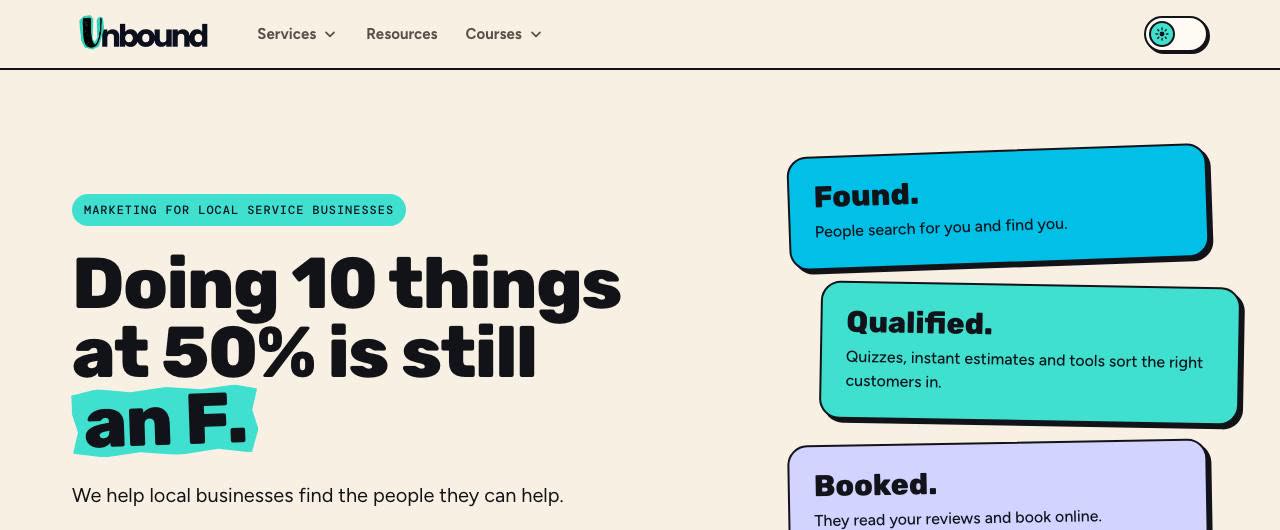 Unbound
Services
Resources
Courses
MARKETING FOR LOCAL SERVICE BUSINESSES
Doing 10 things
at 50% is still
an F.
We help local businesses find the people they can help.
Found.
People search for you and find you.
Qualified.
Quizzes, instant estimates and tools sort the right
customers in.
Booked.
They read your reviews and book online.